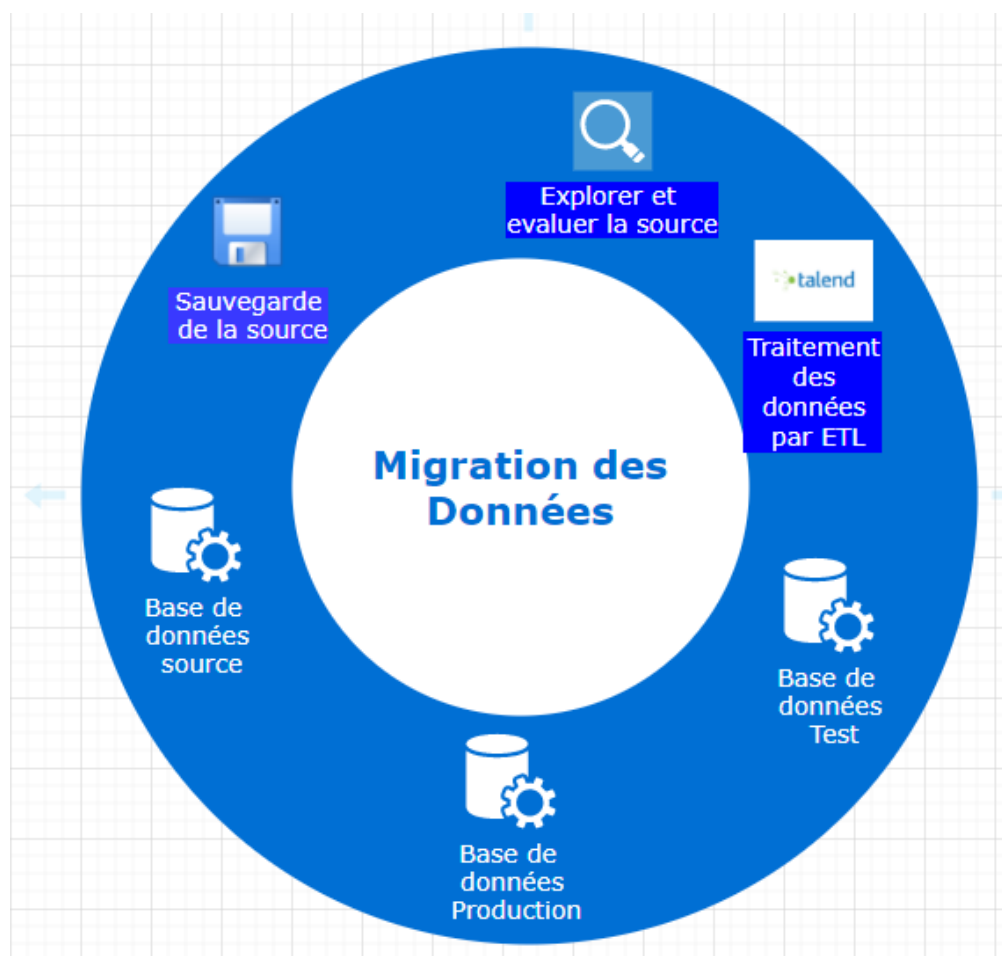 Explorer et
evaluer la source
talend
Sauvegarde
de la source
Traitement
des
données
par ETL
Migration des
Données
Base de
données
source
Base de
données
Test
Base de
données
Production